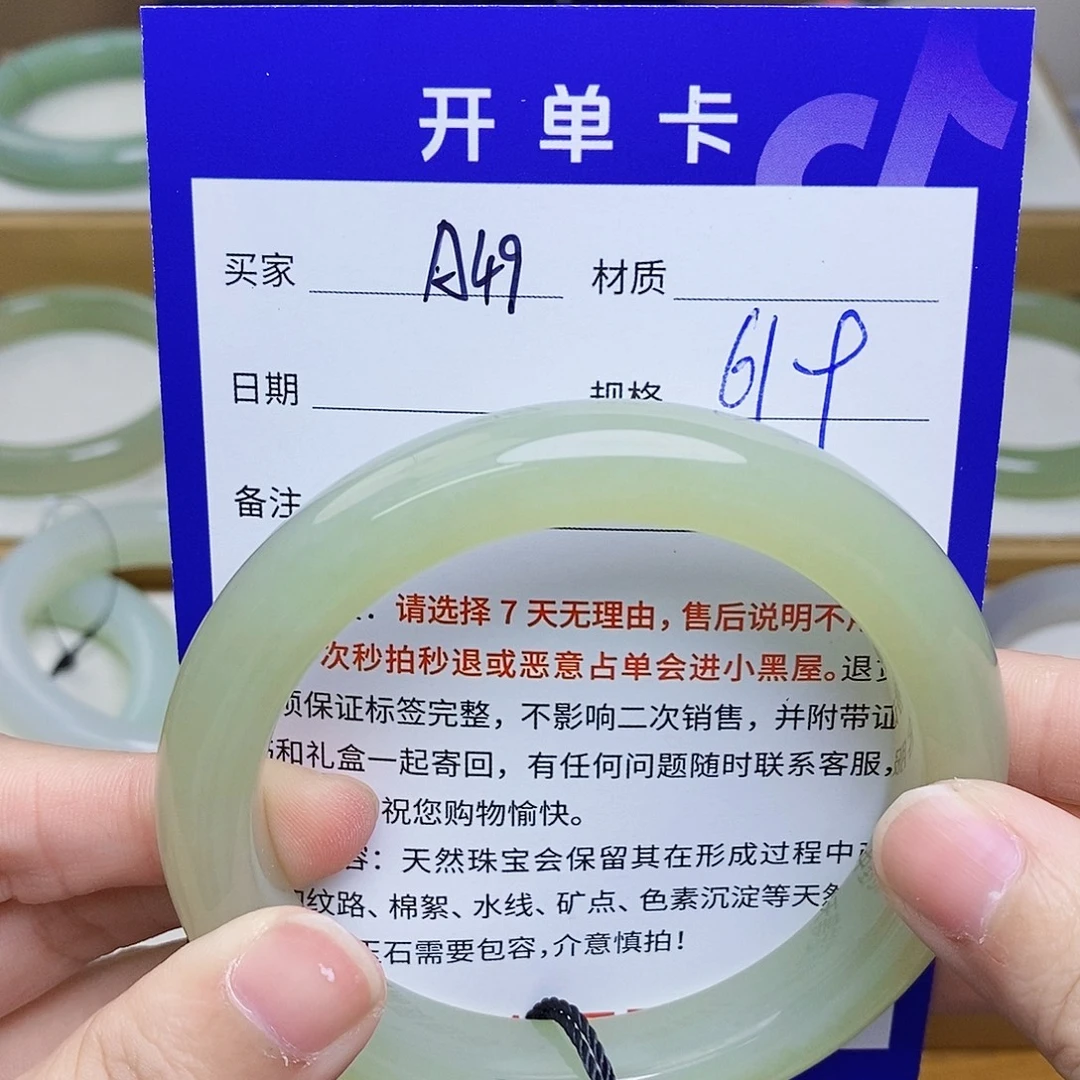 开单卡
买家 A49 材质
日期 规格 61
备注
请选择7天无理由，售后说明不
次秒拍秒退或恶意占单会进小黑屋。退
须保证标签完整，不影响二次销售，并附带证
和礼盒一起寄回，有任何问题随时联系客服，
祝您购物愉快。
容：天然珠宝会保留其在形成过程中
纹路、棉絮、水线、矿点、色素沉淀等天然
玉石需要包容，介意慎拍！